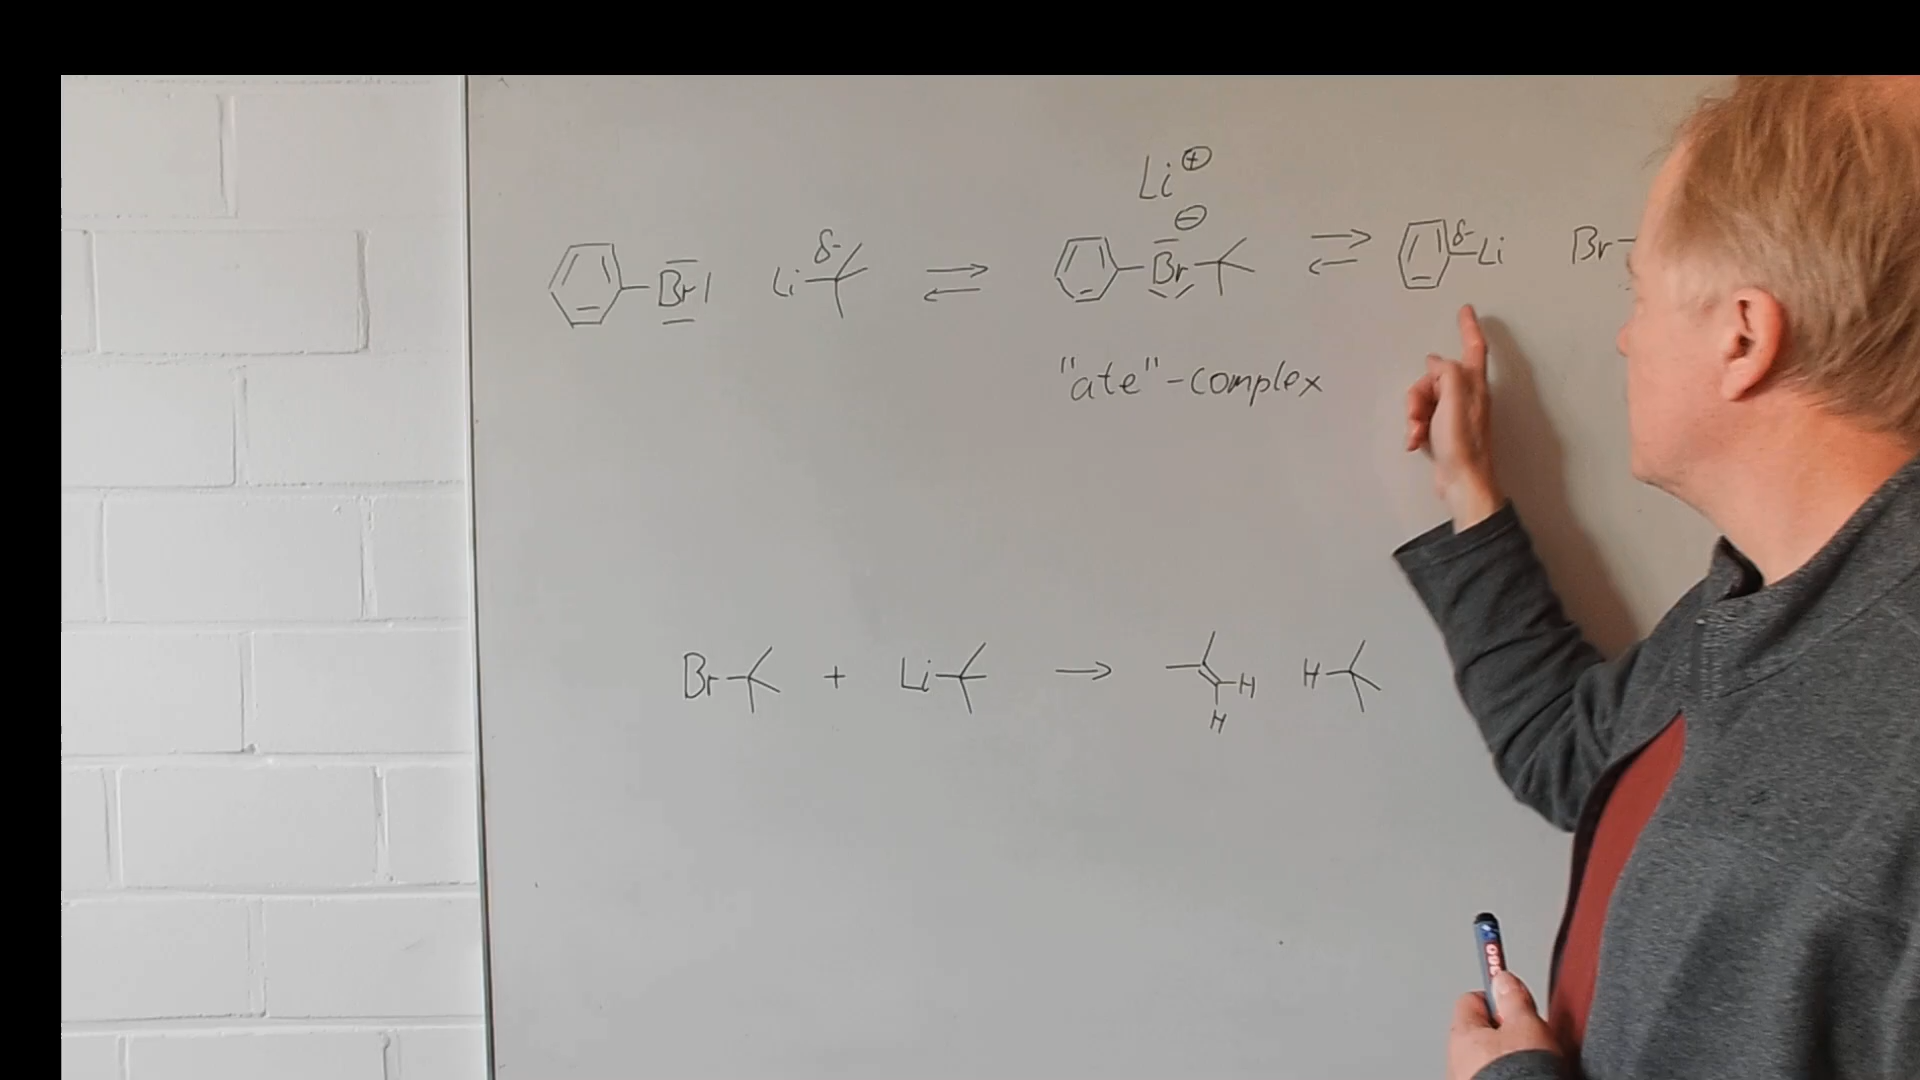 Li⊕
⊖
Br| Li δ- ⇌ Br ⇌ δ- Li Br
"ate"-complex
Br + Li → H H
H